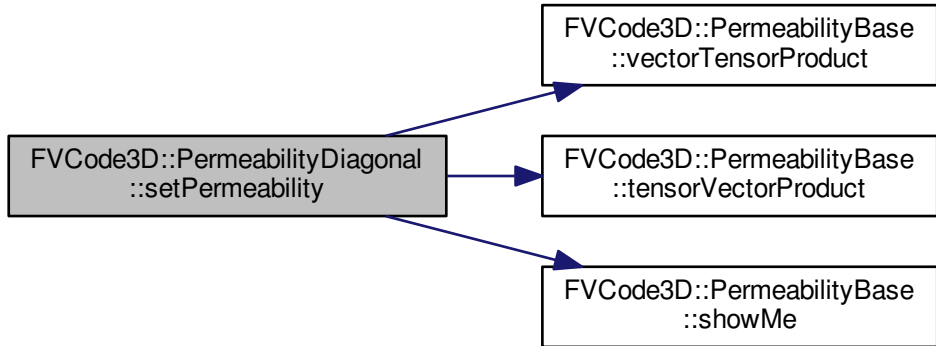 FVCode3D::PermeabilityBase
::vectorTensorProduct
FVCode3D::PermeabilityDiagonal
::setPermeability
FVCode3D::PermeabilityBase
::tensorVectorProduct
FVCode3D::PermeabilityBase
::showMe